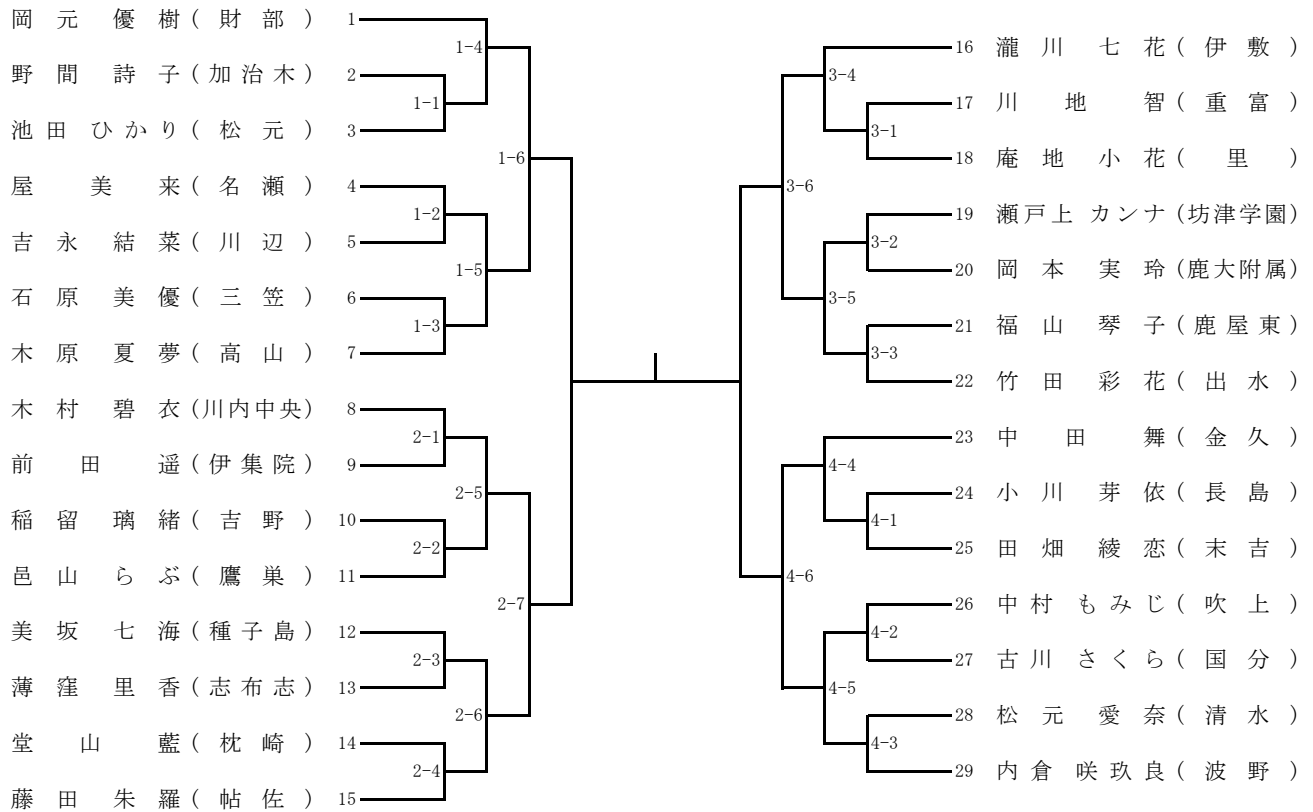 岡元優樹(財部) 1
野間詩子(加治木) 2
池田ひかり(松元) 3
屋美来(名瀬) 4
吉永結菜(川辺) 5
石原美優(三笠) 6
木原夏夢(高山) 7
木村碧衣(川内中央) 8
前田遥(伊集院) 9
稲留璃緒(吉野) 10
邑山らぶ(鷹巣) 11
美坂七海(種子島) 12
薄窪里香(志布志) 13
堂山藍(枕崎) 14
藤田朱羅(帖佐) 15
1-4
1-1
1-6
1-2
1-5
1-3
2-1
2-5
2-2
2-7
2-3
2-6
2-4
3-4
3-1
3-6
3-2
3-5
3-3
4-4
4-1
4-6
4-2
4-5
4-3
16 瀧川七花(伊敷)
17 川地智(重富)
18 庵地小花(里)
19 瀬戸上カンナ(坊津学園)
20 岡本実玲(鹿大附属)
21 福山琴子(鹿屋東)
22 竹田彩花(出水)
23 中田舞(金久)
24 小川芽依(長島)
25 田畑綾恋(末吉)
26 中村もみじ(吹上)
27 古川さくら(国分)
28 松元愛奈(清水)
29 内倉咲玖良(波野)